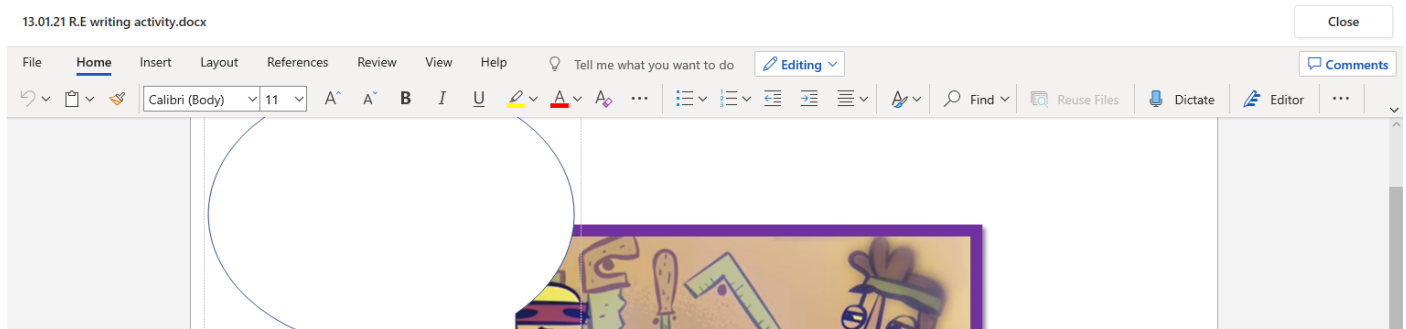 13.01.21 R.E writing activity.docx
Close
File Home Insert Layout References Review View Help Tell me what you want to do Editing Comments
Calibri (Body) 11 A A B I U A A Find Reuse Files Dictate Editor